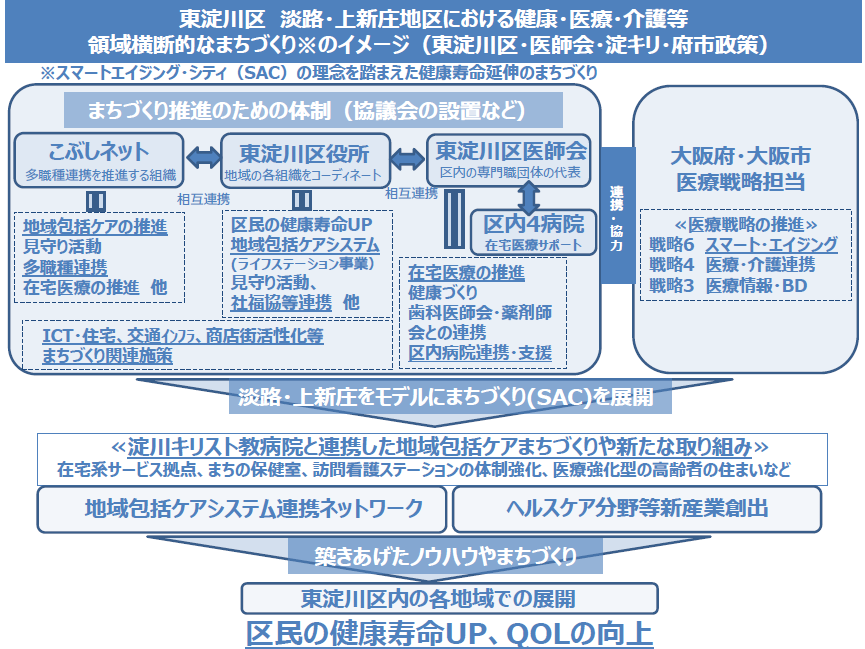 東淀川区 淡路・上新庄地区における健康・医療・介護等
領域横断的なまちづくり※のイメージ（東淀川区・医師会・淀キリ・府市政策）
※スマートエイジング・シティ（SAC）の理念を踏まえた健康寿命延伸のまちづくり
まちづくり推進のための体制（協議会の設置など）
こぶしネット
多職種連携を推進する組織
相互連携
東淀川区役所
地域の各組織をコーディネート
相互連携
東淀川区医師会
区内の専門職団体の代表
区内4病院
在宅医療サポート
地域包括ケアの推進
見守り活動
多職種連携
在宅医療の推進 他
区民の健康寿命UP
地域包括ケアシステム
(ライフステーション事業)
見守り活動、
社福協等連携 他
在宅医療の推進
健康づくり
歯科医師会・薬剤師
会との連携
区内病院連携・支援
ICT・住宅、交通インフラ、商店街活性化等
まちづくり関連施策
連携・協力
大阪府・大阪市
医療戦略担当
≪医療戦略の推進≫
戦略6 スマート・エイジング
戦略4 医療・介護連携
戦略3 医療情報・BD
淡路・上新庄をモデルにまちづくり(SAC)を展開
≪淀川キリスト教病院と連携した地域包括ケアまちづくりや新たな取り組み≫
在宅系サービス拠点、まちの保健室、訪問看護ステーションの体制強化、医療強化型の高齢者の住まいなど
地域包括ケアシステム連携ネットワーク
ヘルスケア分野等新産業創出
築きあげたノウハウやまちづくり
東淀川区内の各地域での展開
区民の健康寿命UP、QOLの向上